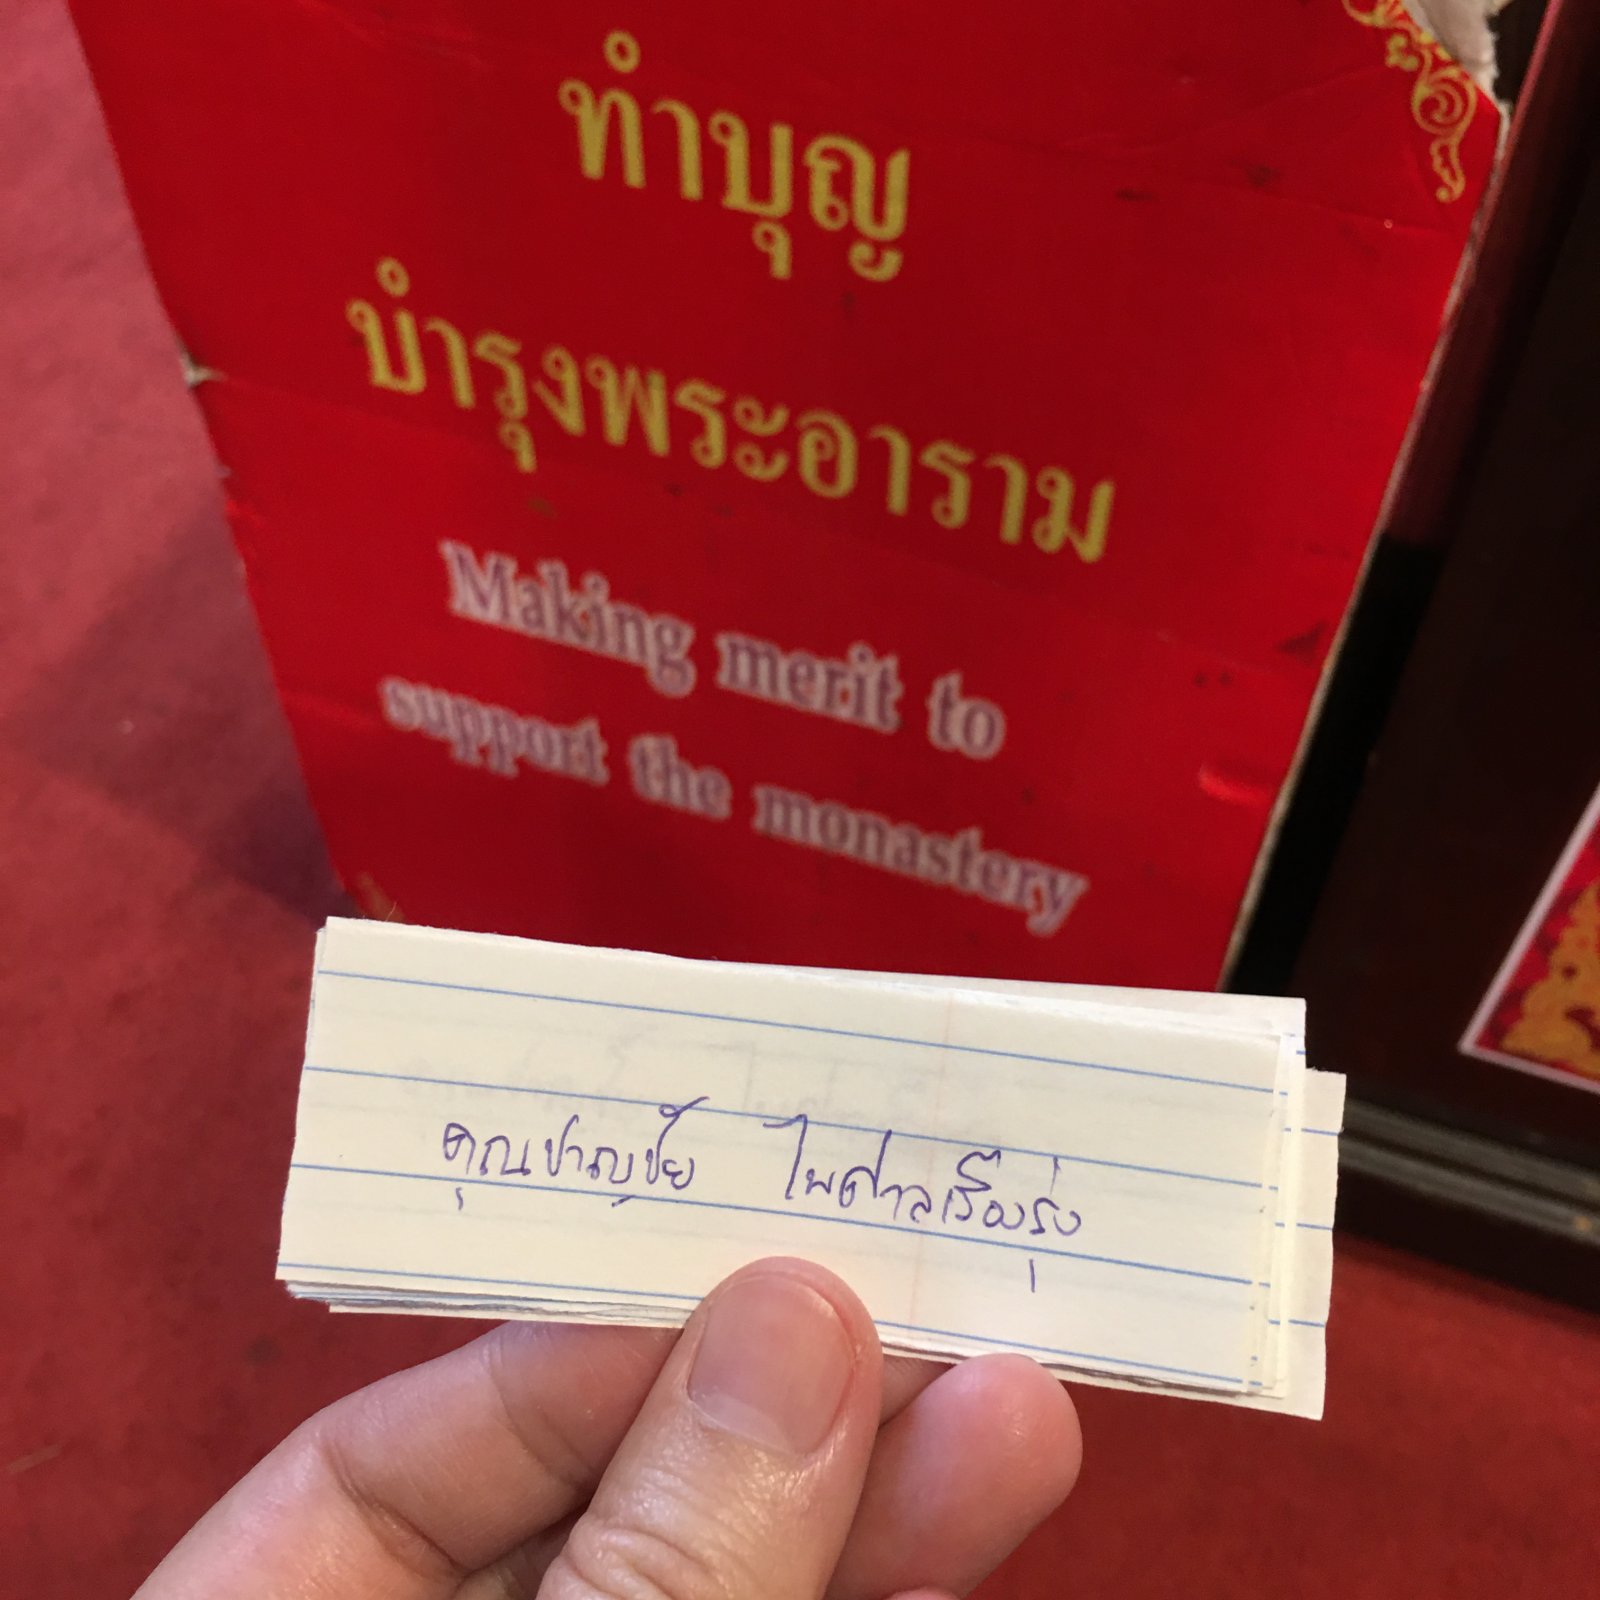 ทำบุญ
บำรุงพระอาราม
Making merit to
support the monastery
คุณชาญชัย ไพศาลเรืองรุ่ง